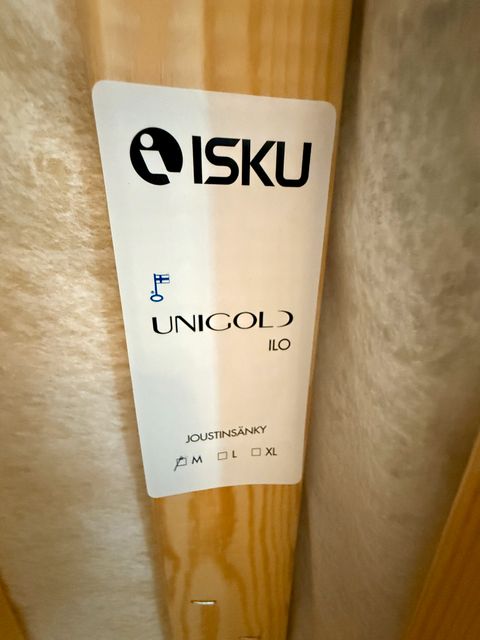 ISKU
UNIGOLD
ILO
JOUSTINSÄNKY
M L XL